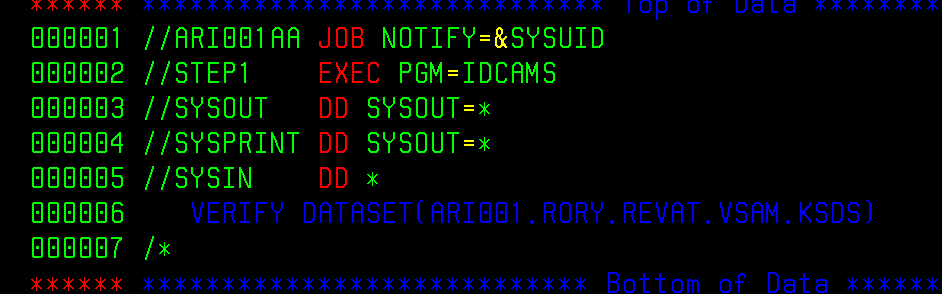 ****** ***************************** Top of Data ********
000001 //ARI001AA JOB NOTIFY=&SYSUID
000002 //STEP1    EXEC PGM=IDCAMS
000003 //SYSOUT   DD SYSOUT=*
000004 //SYSPRINT DD SYSOUT=*
000005 //SYSIN    DD *
000006    VERIFY DATASET(ARI001.RORY.REVAT.VSAM.KSDS)
000007 /*
****** **************************** Bottom of Data ******